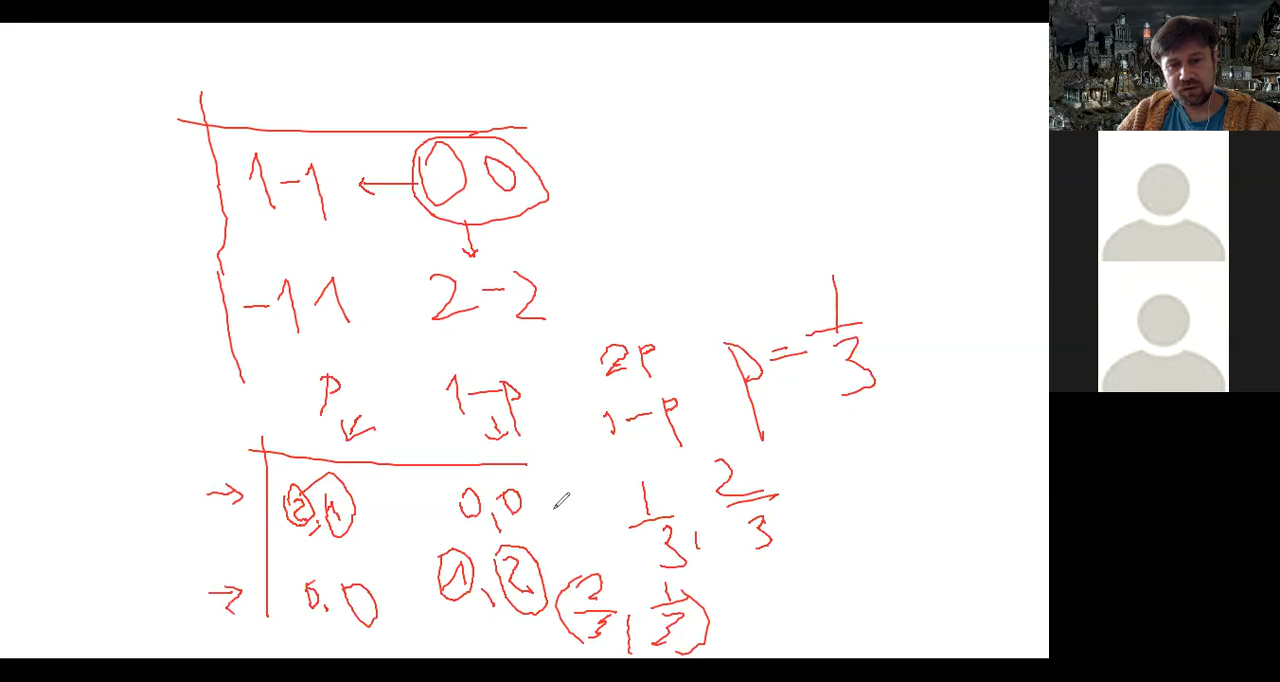 1 -1 0 0
-1 1 2 -2
p 1-p
2p
1-p
p = 1/3
2,1 0,0
0,0 1,2
1/3, 2/3
(2/3, 1/3)